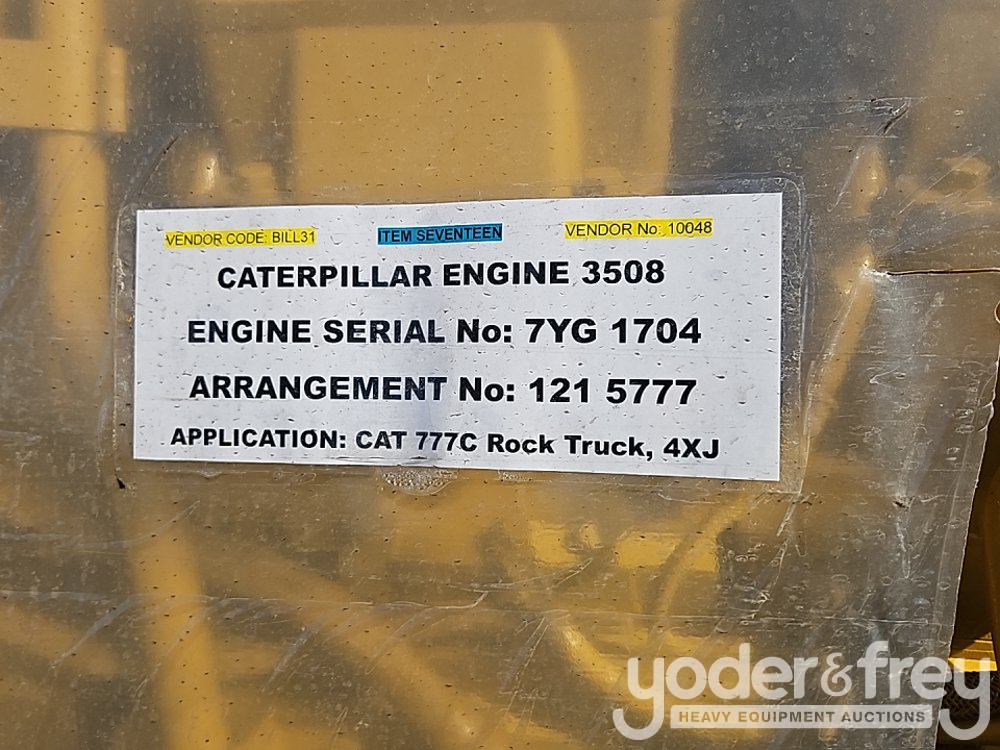 VENDOR CODE: BILL31 ITEM SEVENTEEN VENDOR No: 10048
CATERPILLAR ENGINE 3508
ENGINE SERIAL No: 7YG 1704
ARRANGEMENT No: 121 5777
APPLICATION: CAT 777C Rock Truck, 4XJ
yoder&frey
HEAVY EQUIPMENT AUCTIONS